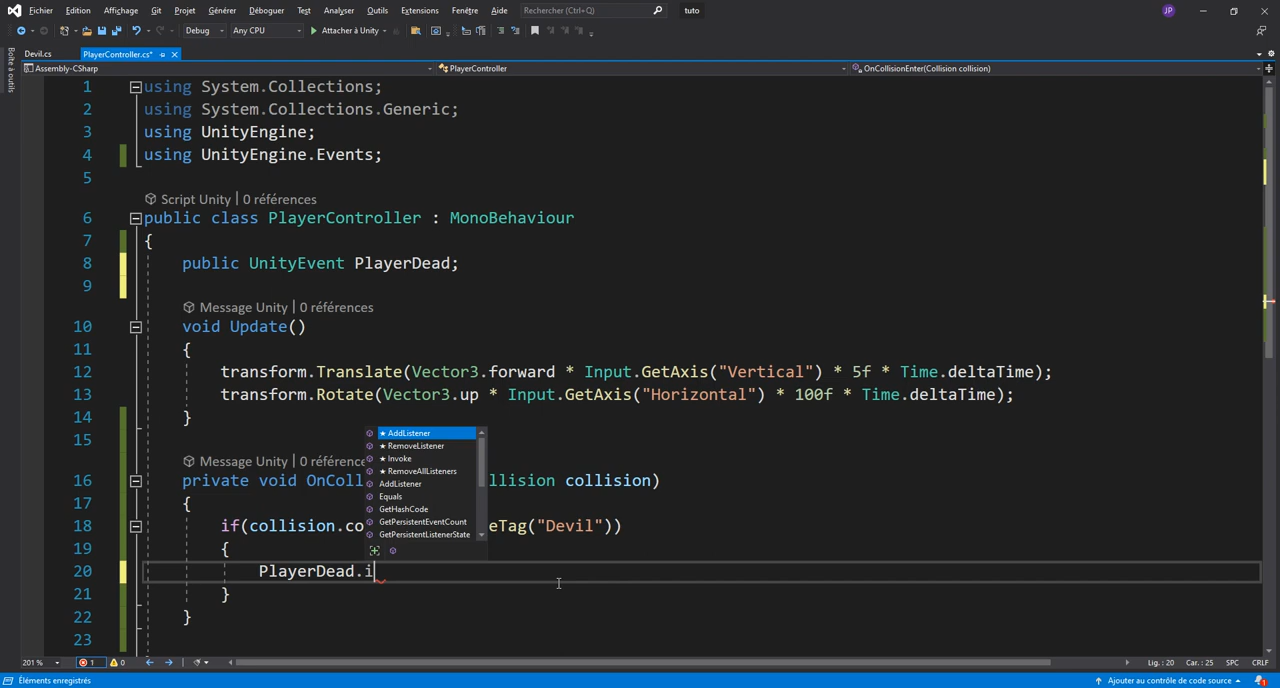 Fichier Edition Affichage Git Projet Générer Déboguer Test Analyser Outils Extensions Fenêtre Aide Rechercher (Ctrl+Q) tuto JP
Debug Any CPU Attacher à Unity
Boîte à outils
Devil.cs PlayerController.cs*
Assembly-CSharp PlayerController OnCollisionEnter(Collision collision)
1 using System.Collections;
2 using System.Collections.Generic;
3 using UnityEngine;
4 using UnityEngine.Events;
5
Script Unity | 0 références
6 public class PlayerController : MonoBehaviour
7 {
8 public UnityEvent PlayerDead;
9
Message Unity | 0 références
10 void Update()
11 {
12 transform.Translate(Vector3.forward * Input.GetAxis("Vertical") * 5f * Time.deltaTime);
13 transform.Rotate(Vector3.up * Input.GetAxis("Horizontal") * 100f * Time.deltaTime);
14 }
15
★ AddListener
★ RemoveListener
★ Invoke
★ RemoveAllListeners
AddListener
Equals
GetHashCode
GetPersistentEventCount
GetPersistentListenerState
Message Unity | 0 référence
16 private void OnColl llision collision)
17 {
18 if(collision.co eTag("Devil"))
19 {
20 PlayerDead.i
21 }
22 }
23
201 % 1 0 Lig. : 20 Car. : 25 SPC CRLF
Éléments enregistrés Ajouter au contrôle de code source 1